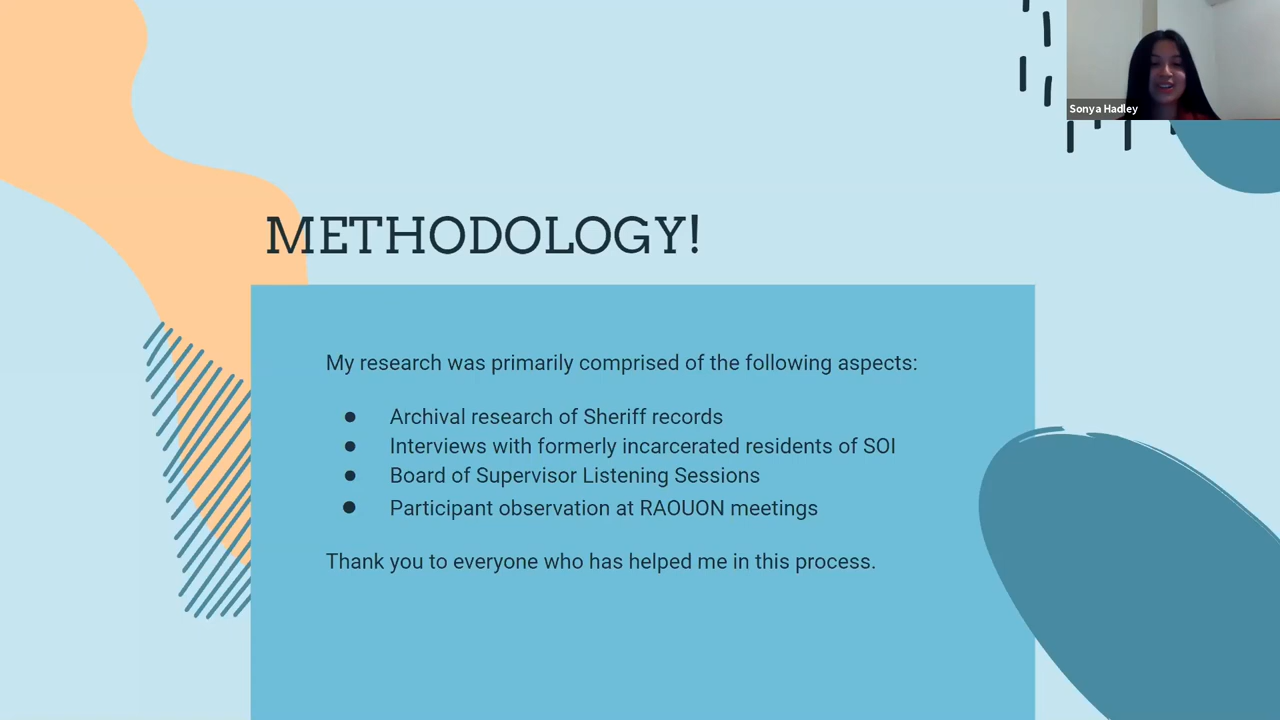 Sonya Hadley
METHODOLOGY!
My research was primarily comprised of the following aspects:
● Archival research of Sheriff records
● Interviews with formerly incarcerated residents of SOI
● Board of Supervisor Listening Sessions
● Participant observation at RAOUON meetings
Thank you to everyone who has helped me in this process.